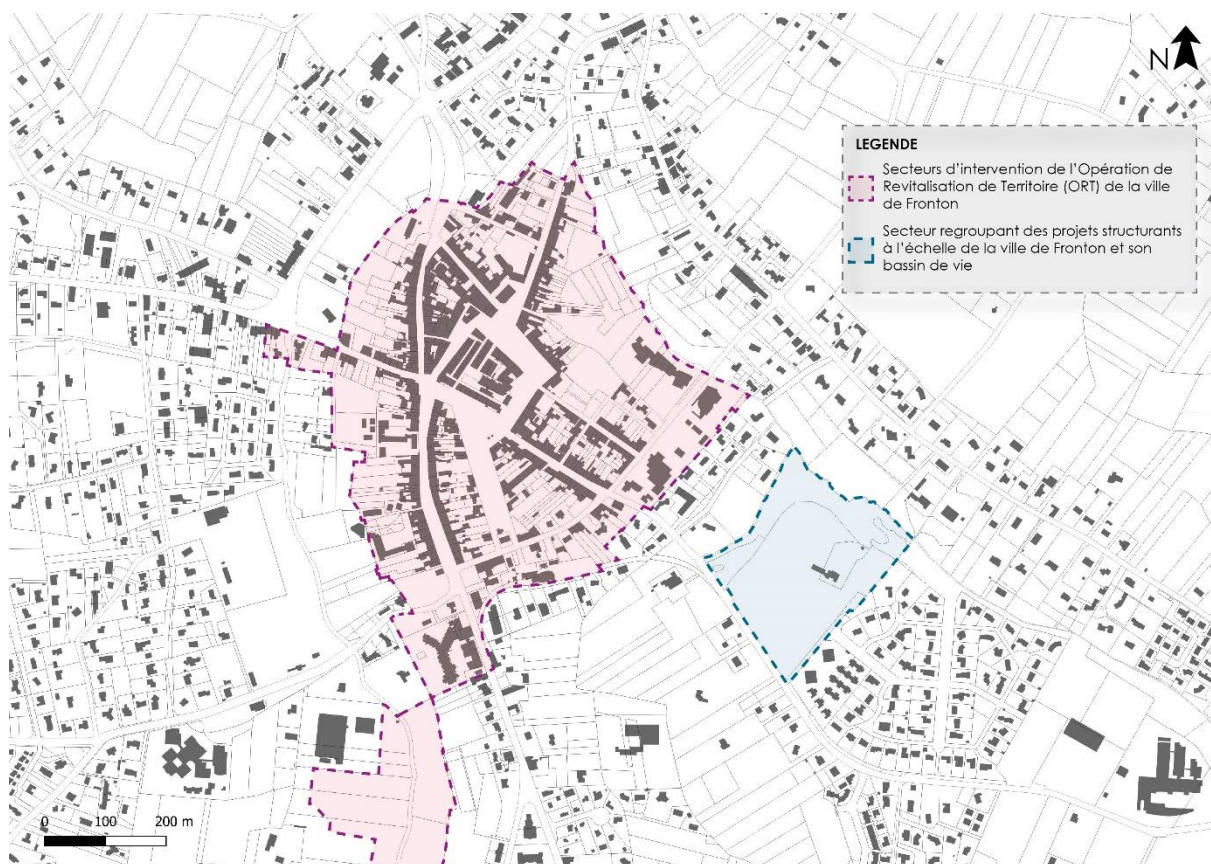 N
LEGENDE
Secteurs d'intervention de l'Opération de
Revitalisation de Territoire (ORT) de la ville
de Fronton
Secteur regroupant des projets structurants
à l'échelle de la ville de Fronton et son
bassin de vie
0 100 200 m